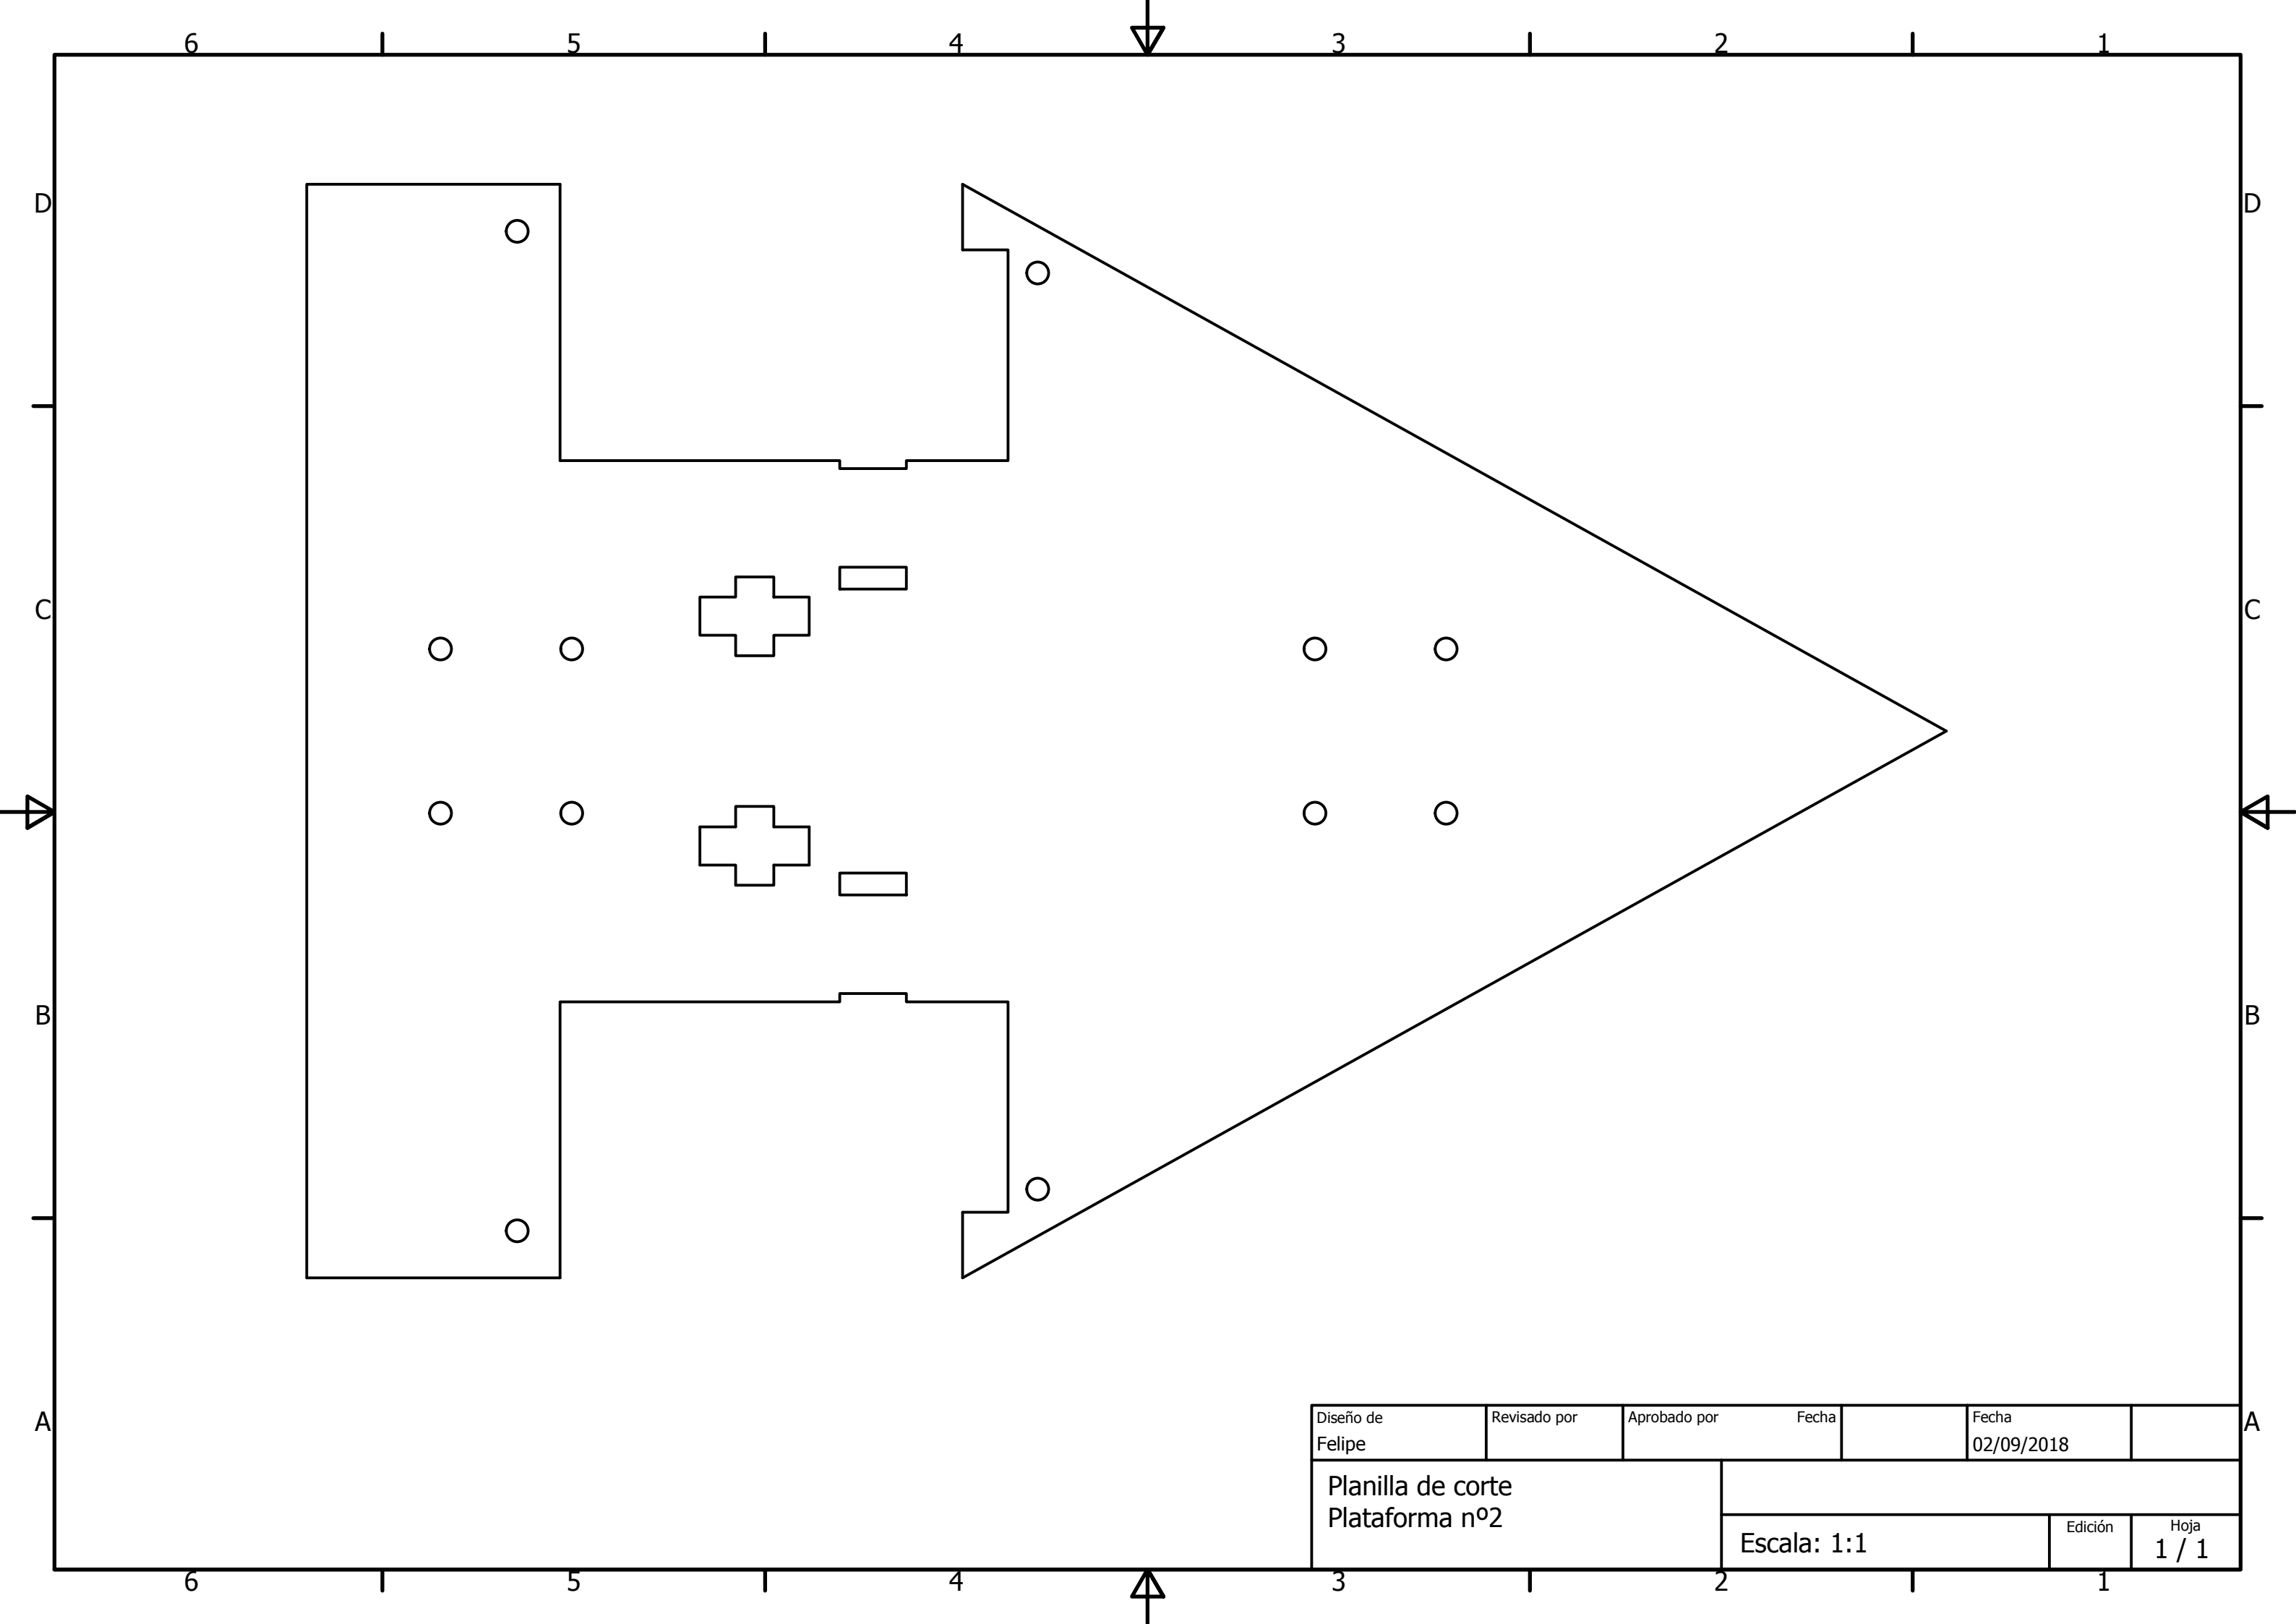 6 5 4 3 2 1
D D
C C
B B
A A
Diseño de Revisado por Aprobado por Fecha Fecha
Felipe 02/09/2018
Planilla de corte
Plataforma nº2
Edición Hoja
Escala: 1:1 1 / 1
6 5 4 3 2 1